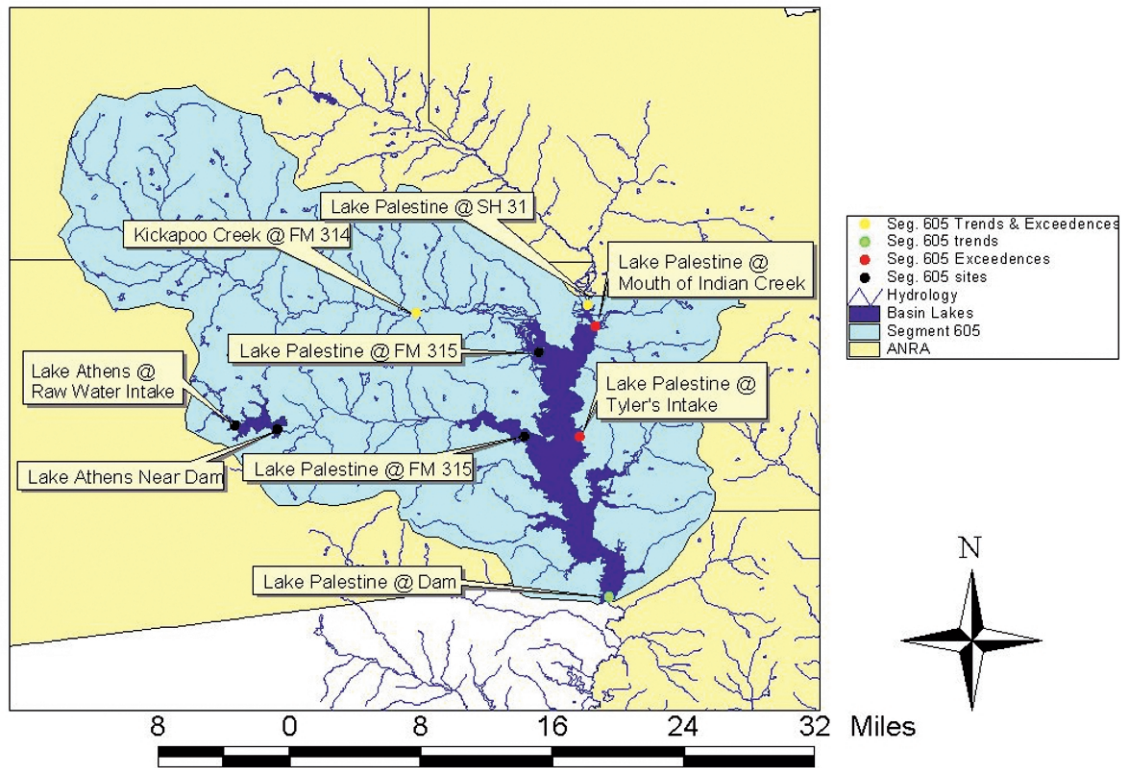 Lake Palestine @ SH 31
Kickapoo Creek @ FM 314
Lake Palestine @
Mouth of Indian Creek
Lake Palestine @ FM 315
Lake Athens @
Raw Water Intake
Lake Palestine @
Tyler's Intake
Lake Athens Near Dam
Lake Palestine @ FM 315
Lake Palestine @ Dam
Seg. 605 Trends & Exceedences
Seg. 605 trends
Seg. 605 Exceedences
Seg. 605 sites
Hydrology
Basin Lakes
Segment 605
ANRA
N
8 0 8 16 24 32 Miles